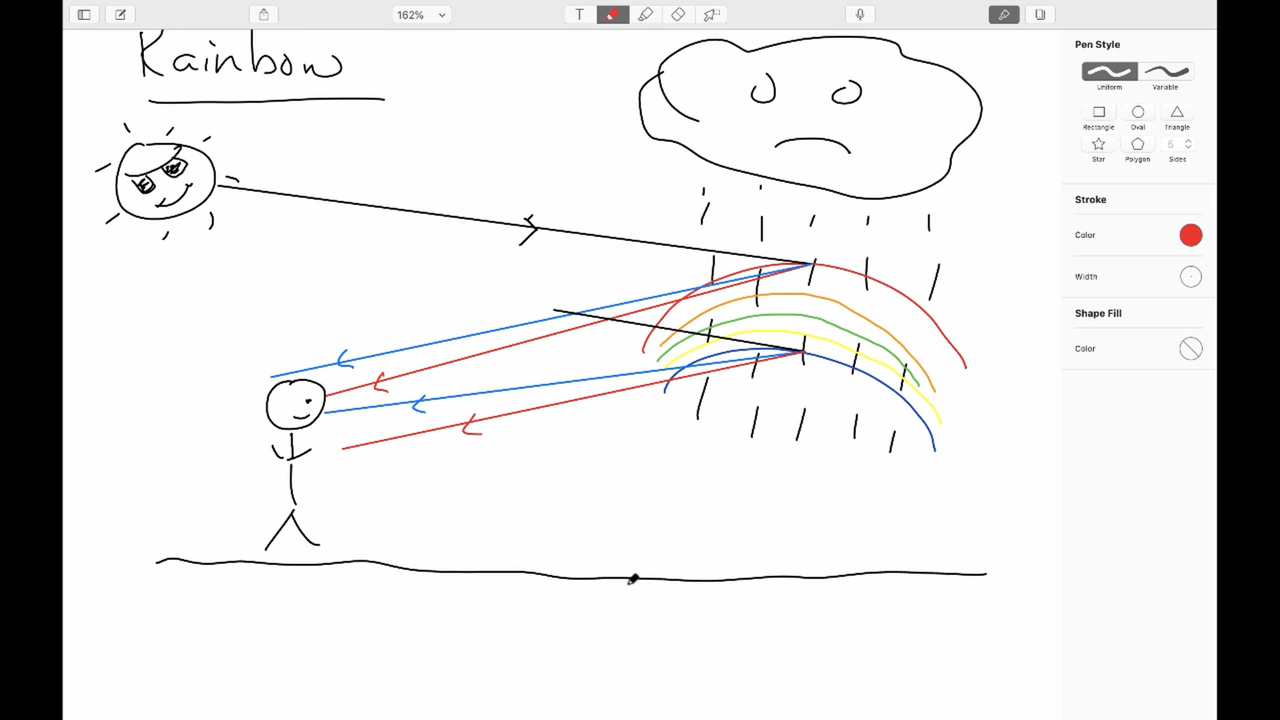 162%
T
Rainbow
Pen Style
Uniform Variable
Rectangle Oval Triangle
Star Polygon 5 Sides
Stroke
Color
Width
Shape Fill
Color